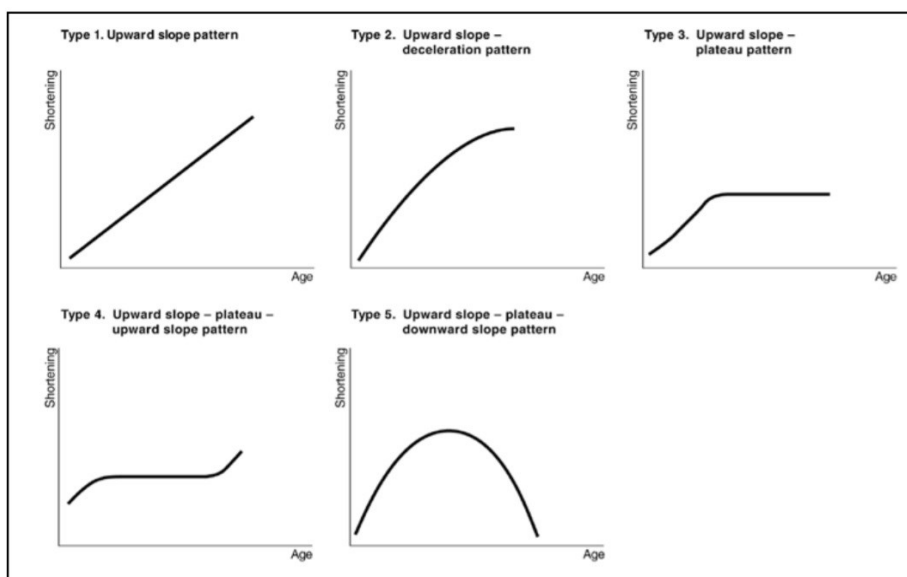 Type 1. Upward slope pattern
Shortening
Age
Type 2. Upward slope –
deceleration pattern
Shortening
Age
Type 3. Upward slope –
plateau pattern
Shortening
Age
Type 4. Upward slope – plateau –
upward slope pattern
Shortening
Age
Type 5. Upward slope – plateau –
downward slope pattern
Shortening
Age